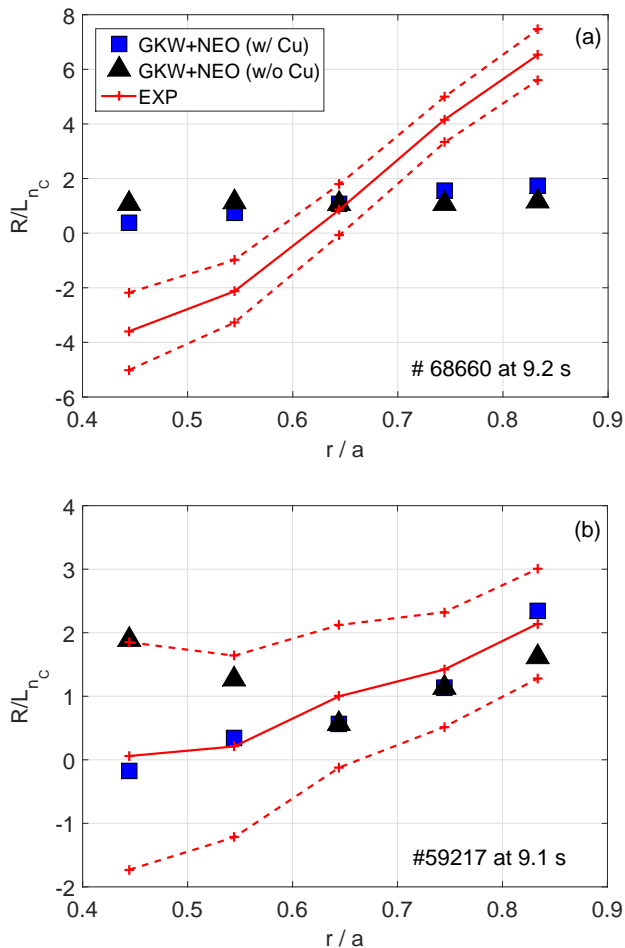 (a)
GKW+NEO (w/ Cu)
GKW+NEO (w/o Cu)
EXP
R/L_{n_C}
8
6
4
2
0
-2
-4
-6
# 68660 at 9.2 s
0.4 0.5 0.6 0.7 0.8 0.9
r / a
(b)
R/L_{n_C}
4
3
2
1
0
-1
-2
#59217 at 9.1 s
0.4 0.5 0.6 0.7 0.8 0.9
r / a